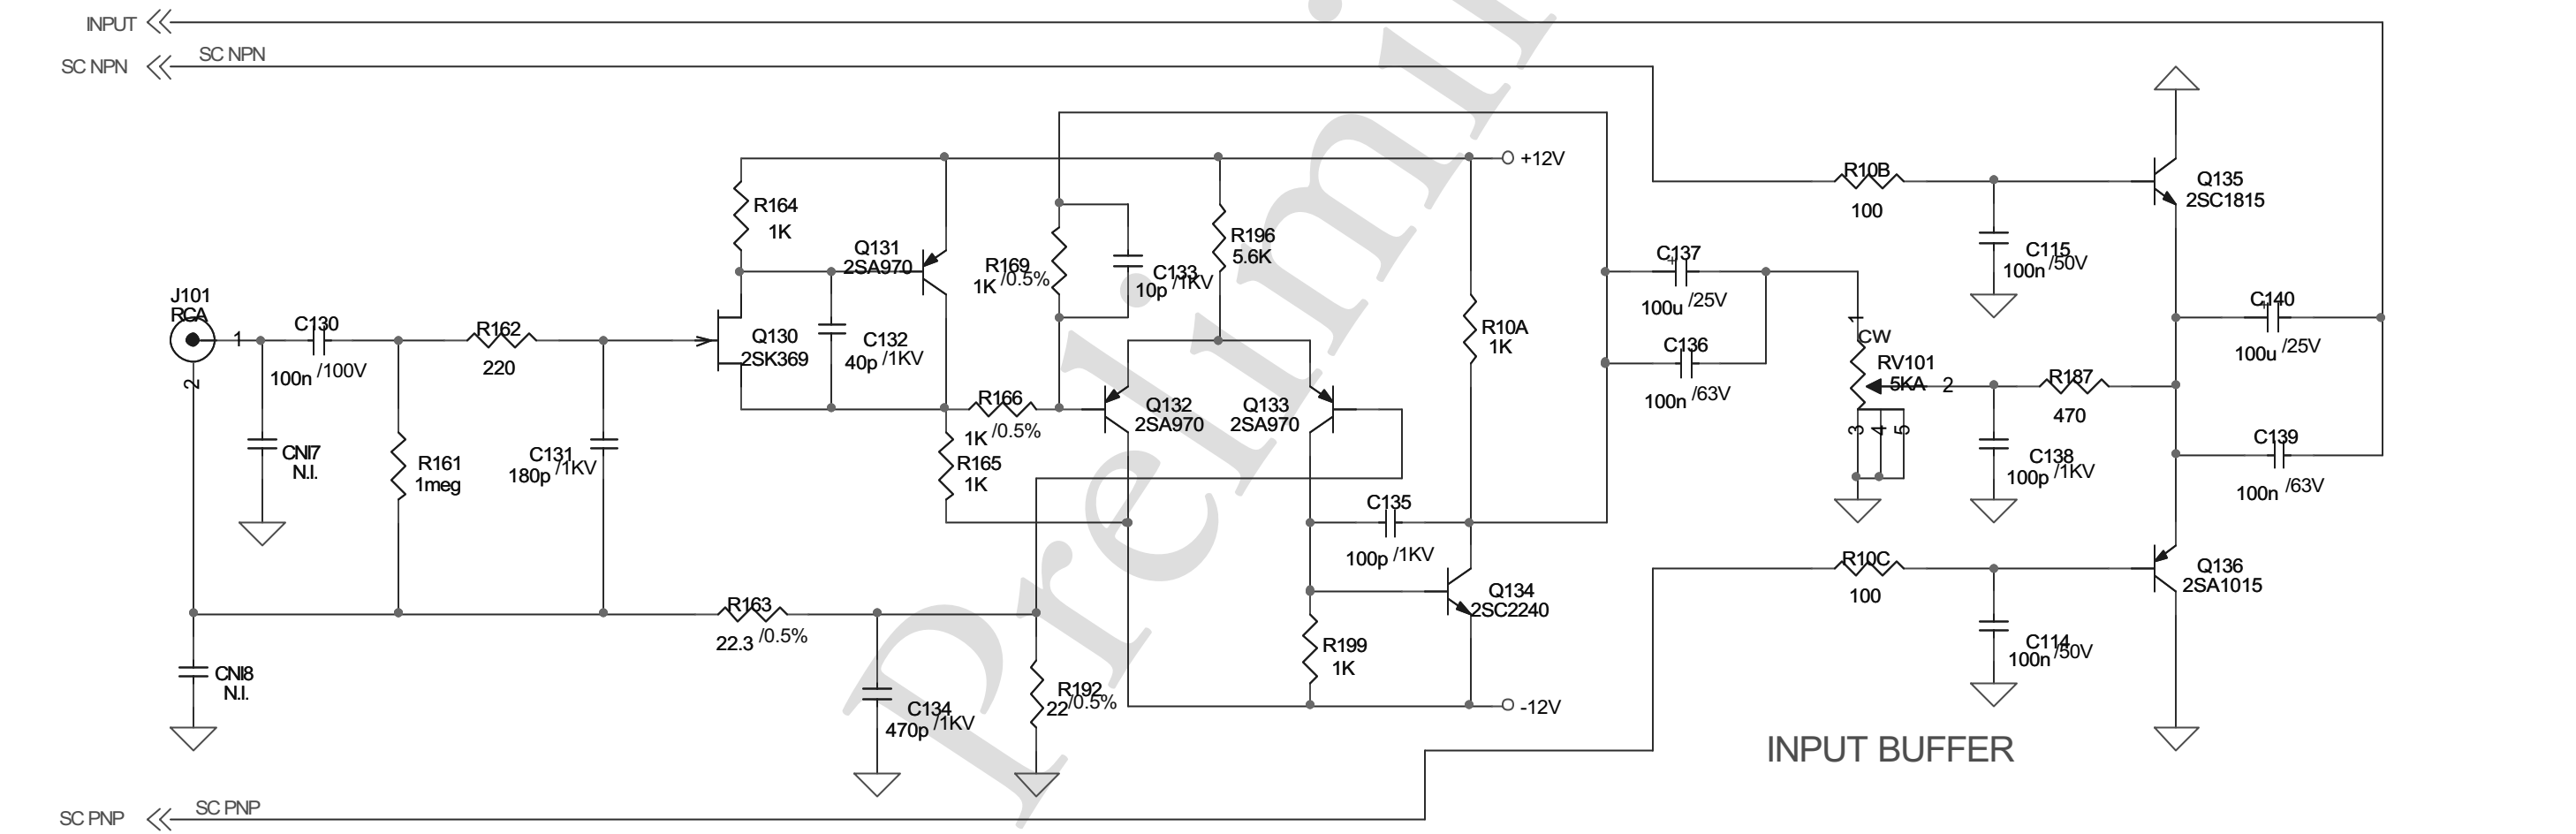 INPUT
SC NPN
SC NPN
+12V
R10B
100
Q135
2SC1815
R164
1K
Q131
2SA970
R169
1K /0.5%
C133
10p /1KV
R196
5.6K
C137
+
100u /25V
C115
100n /50V
J101
RCA
1
2
C130
100n /100V
R162
220
Q130
2SK369
C132
40p /1KV
R10A
1K
C136
100n /63V
1
CW
RV101
5KA
2
3
4
5
C140
+
100u /25V
R187
470
R166
1K /0.5%
Q132
2SA970
Q133
2SA970
CNI7
N.I.
R161
1meg
C131
180p /1KV
R165
1K
C135
100p /1KV
C138
100p /1KV
C139
100n /63V
R163
22.3 /0.5%
Q134
2SC2240
R10C
100
Q136
2SA1015
CNI8
N.I.
C134
470p /1KV
R192
22 /0.5%
R199
1K
C114
100n /50V
-12V
INPUT BUFFER
SC PNP
SC PNP
Prelimi